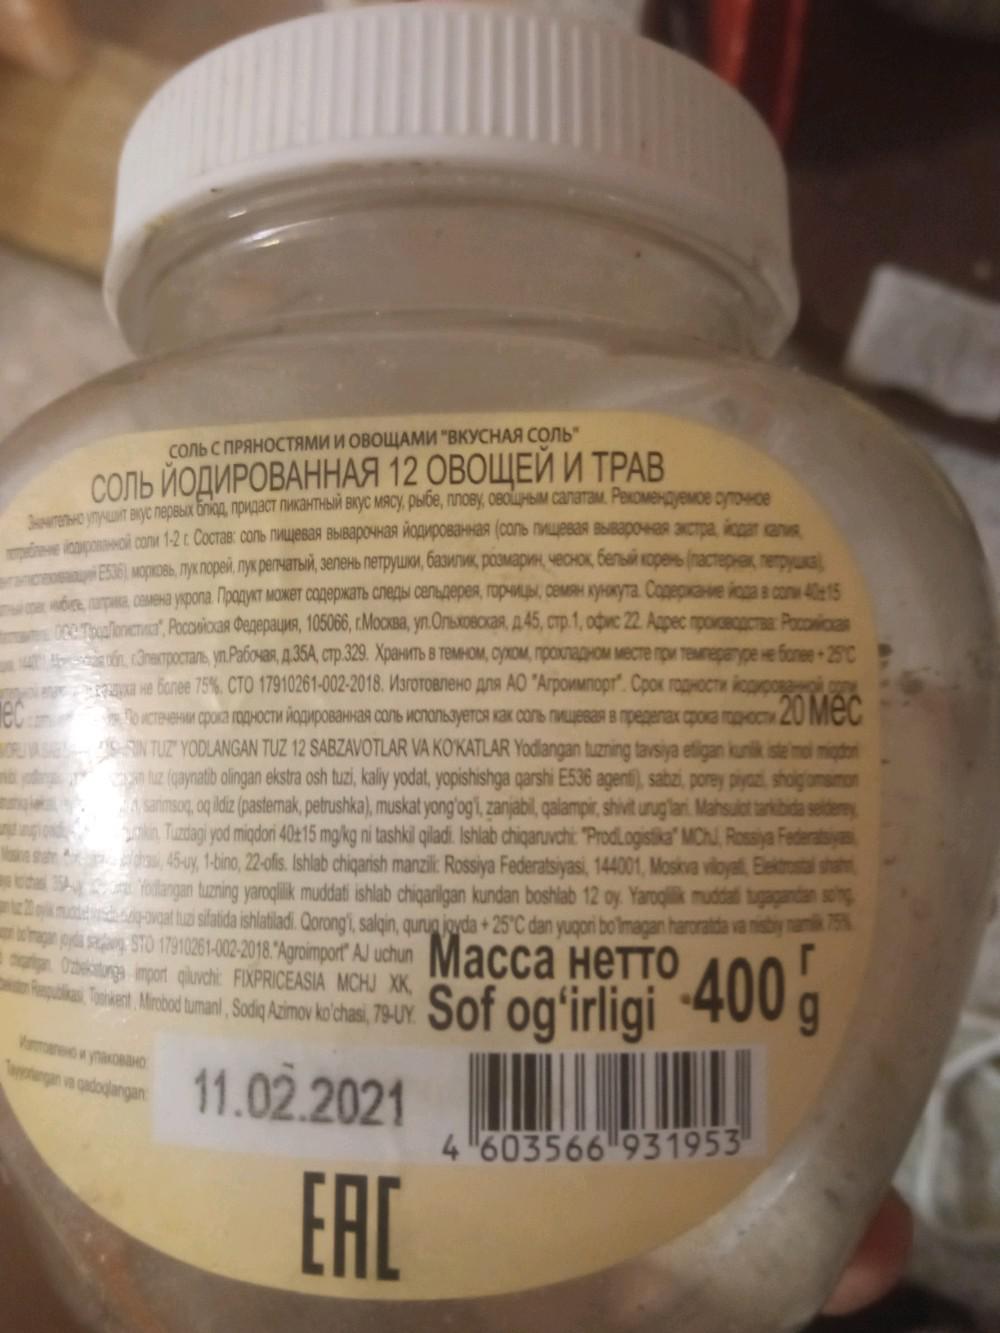 СОЛЬ С ПРЯНОСТЯМИ И ОВОЩАМИ "ВКУСНАЯ СОЛЬ"
СОЛЬ ЙОДИРОВАННАЯ 12 ОВОЩЕЙ И ТРАВ
Значительно улучшит вкус первых блюд, придаст пикантный вкус мясу, рыбе, плову, овощным салатам. Рекомендуемое суточное
потребление йодированной соли 1-2 г. Состав: соль пищевая выварочная йодированная (соль пищевая выварочная экстра, йодат калия,
антислеживающий E536), морковь, лук порей, лук репчатый, зелень петрушки, базилик, розмарин, чеснок, белый корень (пастернак, петрушка),
орех, имбирь, паприка, семена укропа. Продукт может содержать следы сельдерея, горчицы, семян кунжута. Содержание йода в соли 40±15
ООО "ПродЛогистика", Российская Федерация, 105066, г.Москва, ул.Ольховская, д.45, стр.1, офис 22. Адрес производства: Российская
144001, обл., г.Электросталь, ул.Рабочая, д.35А, стр.329. Хранить в темном, сухом, прохладном месте при температуре не более + 25°C
воздуха не более 75%. СТО 17910261-002-2018. Изготовлено для АО "Агроимпорт". Срок годности йодированной соли
мес По истечении срока годности йодированная соль используется как соль пищевая в пределах срока годности 20 мес
VA TUZ" YODLANGAN TUZ 12 SABZAVOTLAR VA KO'KATLAR Yodlangan tuzning tavsiya etilgan kunlik iste'mol miqdori
tuz (qaynatib olingan ekstra osh tuzi, kaliy yodat, yopishishga qarshi E536 agenti), sabzi, porey piyozi, sholg'omsimon
sarimsoq, oq ildiz (pasternak, petrushka), muskat yong'og'i, zanjabil, qalampir, shivit urug'lari. Mahsulot tarkibida selderey,
Tuzdagi yod miqdori 40±15 mg/kg ni tashkil qiladi. Ishlab chiqaruvchi: "ProdLogistika" MChJ, Rossiya Federatsiyasi,
Moskva shahri, 45-uy, 1-bino, 22-ofis. Ishlab chiqarish manzili: Rossiya Federatsiyasi, 144001, Moskva viloyati, Elektrostal shahri,
35A-uy, Yodlangan tuzning yaroqlilik muddati ishlab chiqarilgan kundan boshlab 12 oy. Yaroqlilik muddati tugagandan so'ng,
tuz 20 oylik tuzi sifatida ishlatiladi. Qorong'i, salqin, quruq joyda + 25°C dan yuqori bo'lmagan haroratda va nisbiy namlik 75%
bo'lmagan joyda saqlang. STO 17910261-002-2018. "Agroimport" AJ uchun
chiqarilgan. O'zbekistonga import qiluvchi: FIXPRICEASIA MCHJ XK,
Respublikasi, Toshkent, Mirobod tumani, Sodiq Azimov ko'chasi, 79-UY.
Масса нетто
Sof og‘irligi -400 г
g
Изготовлено и упаковано:
Tayyorlangan va qadoqlangan:
11.02.2021
4 603566 931953
EAC